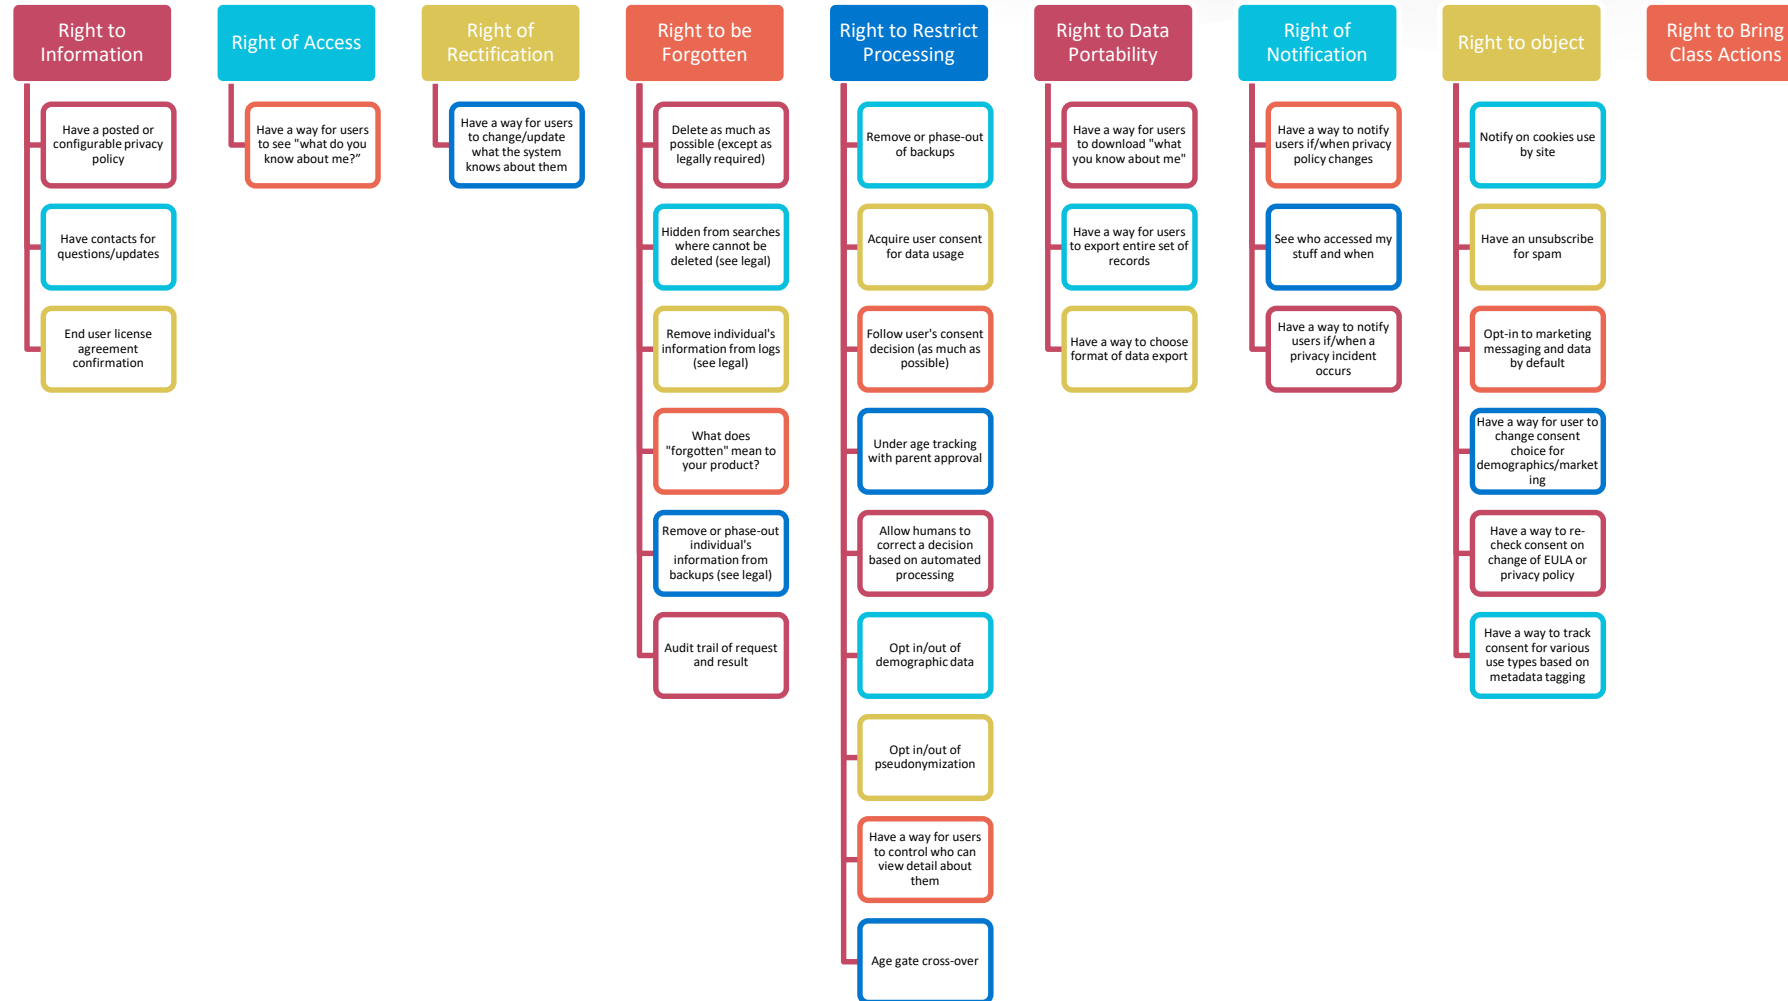 Right to
Information
Have a posted or
configurable privacy
policy
Have contacts for
questions/updates
End user license
agreement
confirmation
Right of Access
Have a way for users
to see "what do you
know about me?”
Right of
Rectification
Have a way for users
to change/update
what the system
knows about them
Right to be
Forgotten
Delete as much as
possible (except as
legally required)
Hidden from searches
where cannot be
deleted (see legal)
Remove individual's
information from logs
(see legal)
What does
"forgotten" mean to
your product?
Remove or phase-out
individual's
information from
backups (see legal)
Audit trail of request
and result
Right to Restrict
Processing
Remove or phase-out
of backups
Acquire user consent
for data usage
Follow user's consent
decision (as much as
possible)
Under age tracking
with parent approval
Allow humans to
correct a decision
based on automated
processing
Opt in/out of
demographic data
Opt in/out of
pseudonymization
Have a way for users
to control who can
view detail about
them
Age gate cross-over
Right to Data
Portability
Have a way for users
to download "what
you know about me"
Have a way for users
to export entire set of
records
Have a way to choose
format of data export
Right of
Notification
Have a way to notify
users if/when privacy
policy changes
See who accessed my
stuff and when
Have a way to notify
users if/when a
privacy incident
occurs
Right to object
Notify on cookies use
by site
Have an unsubscribe
for spam
Opt-in to marketing
messaging and data
by default
Have a way for user to
change consent
choice for
demographics/market
ing
Have a way to re-
check consent on
change of EULA or
privacy policy
Have a way to track
consent for various
use types based on
metadata tagging
Right to Bring
Class Actions